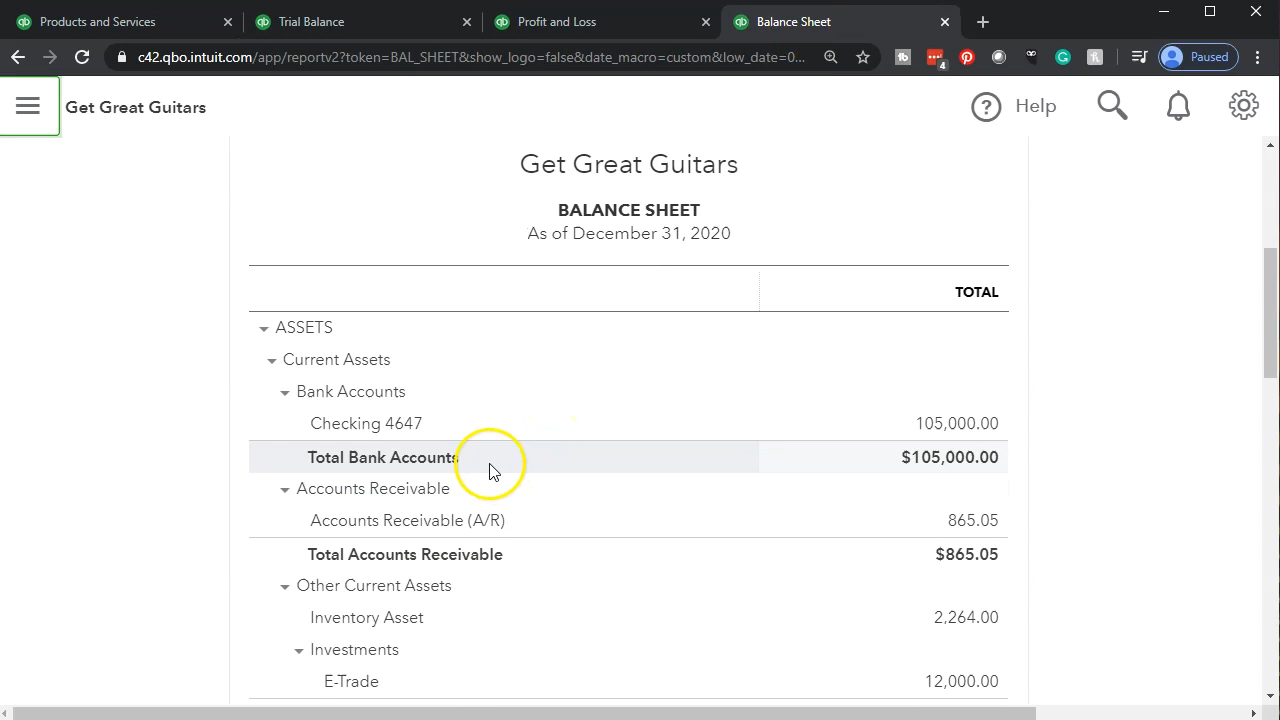 Products and Services
Trial Balance
Profit and Loss
Balance Sheet
c42.qbo.intuit.com/app/reportv2?token=BAL_SHEET&show_logo=false&date_macro=custom&low_date=0...
4
Paused
Get Great Guitars
Help
Get Great Guitars
BALANCE SHEET
As of December 31, 2020
TOTAL
ASSETS
Current Assets
Bank Accounts
Checking 4647 105,000.00
Total Bank Accounts $105,000.00
Accounts Receivable
Accounts Receivable (A/R) 865.05
Total Accounts Receivable $865.05
Other Current Assets
Inventory Asset 2,264.00
Investments
E-Trade 12,000.00